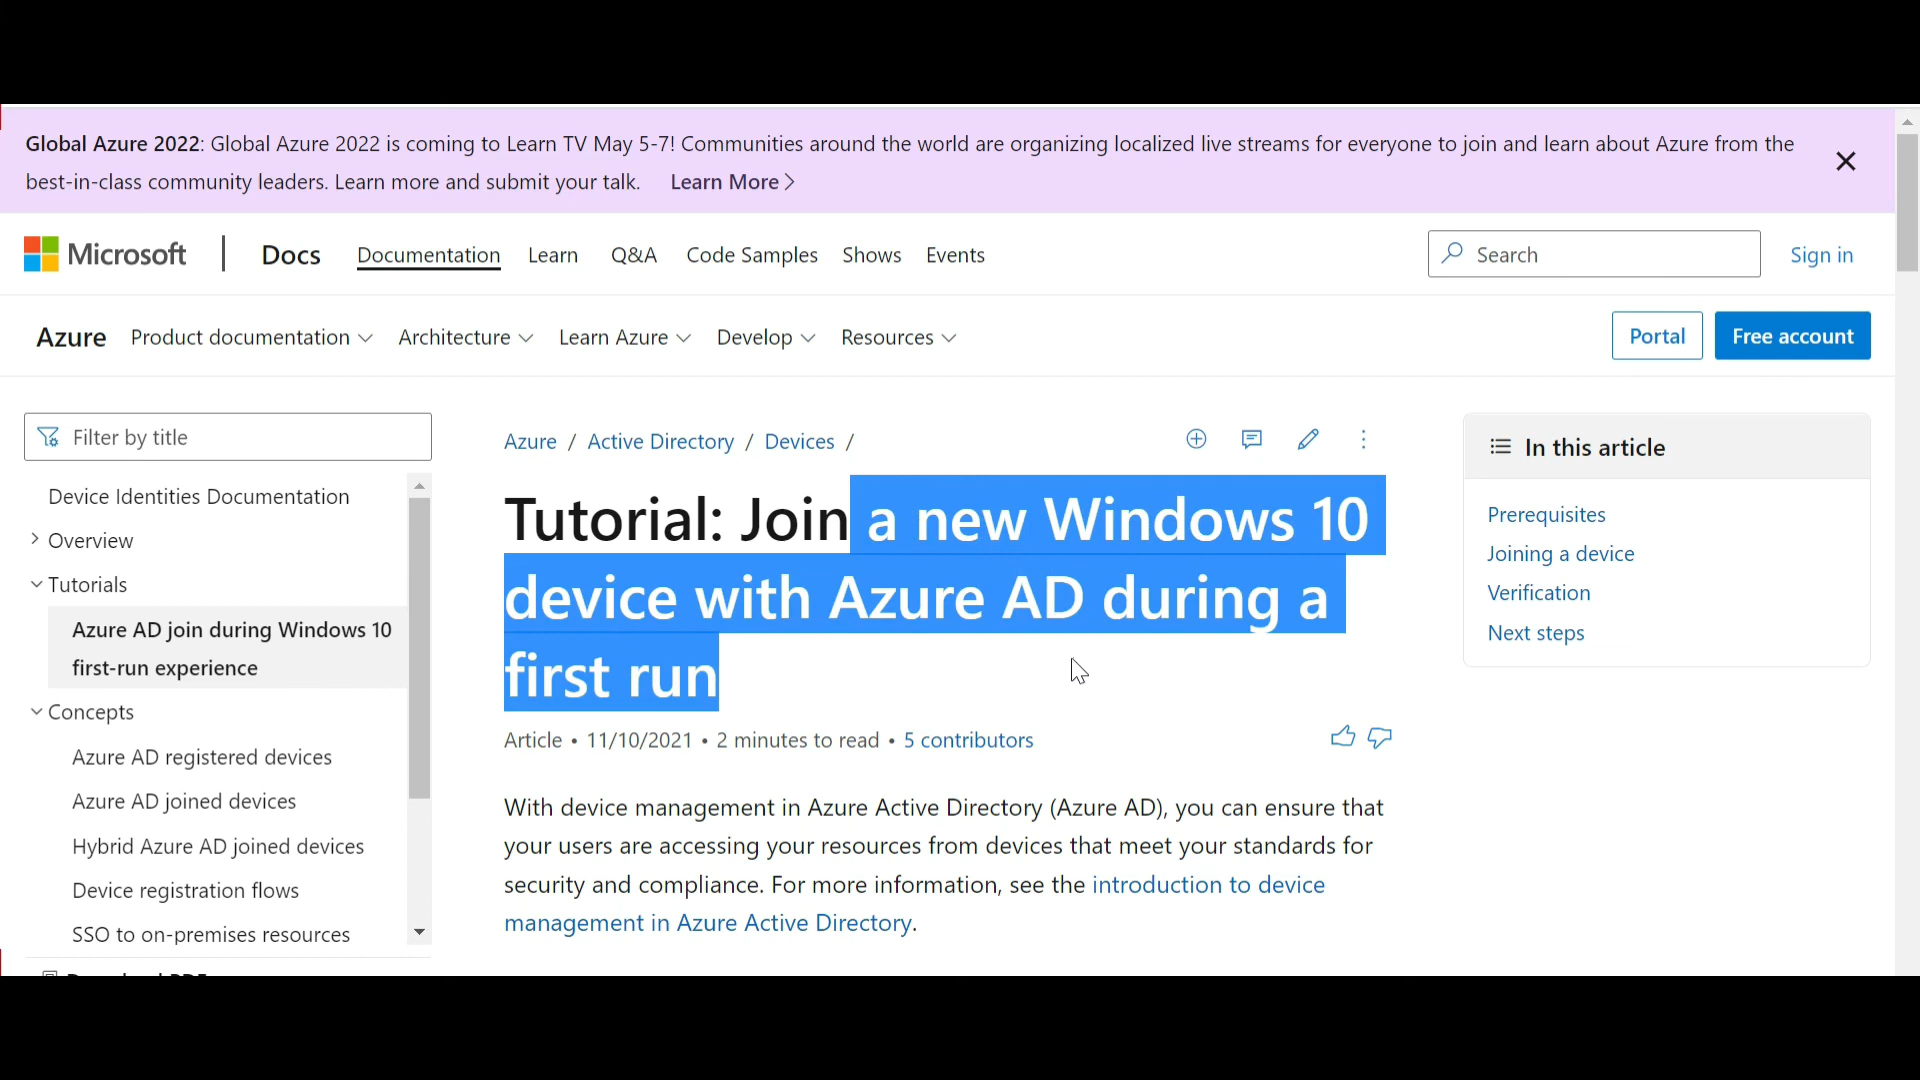 Global Azure 2022: Global Azure 2022 is coming to Learn TV May 5-7! Communities around the world are organizing localized live streams for everyone to join and learn about Azure from the
best-in-class community leaders. Learn more and submit your talk. Learn More
Microsoft Docs Documentation Learn Q&A Code Samples Shows Events Search Sign in
Azure Product documentation Architecture Learn Azure Develop Resources Portal Free account
Filter by title
Device Identities Documentation
Overview
Tutorials
Azure AD join during Windows 10
first-run experience
Concepts
Azure AD registered devices
Azure AD joined devices
Hybrid Azure AD joined devices
Device registration flows
SSO to on-premises resources
Azure / Active Directory / Devices /
Tutorial: Join a new Windows 10
device with Azure AD during a
first run
Article • 11/10/2021 • 2 minutes to read • 5 contributors
With device management in Azure Active Directory (Azure AD), you can ensure that
your users are accessing your resources from devices that meet your standards for
security and compliance. For more information, see the introduction to device
management in Azure Active Directory.
In this article
Prerequisites
Joining a device
Verification
Next steps